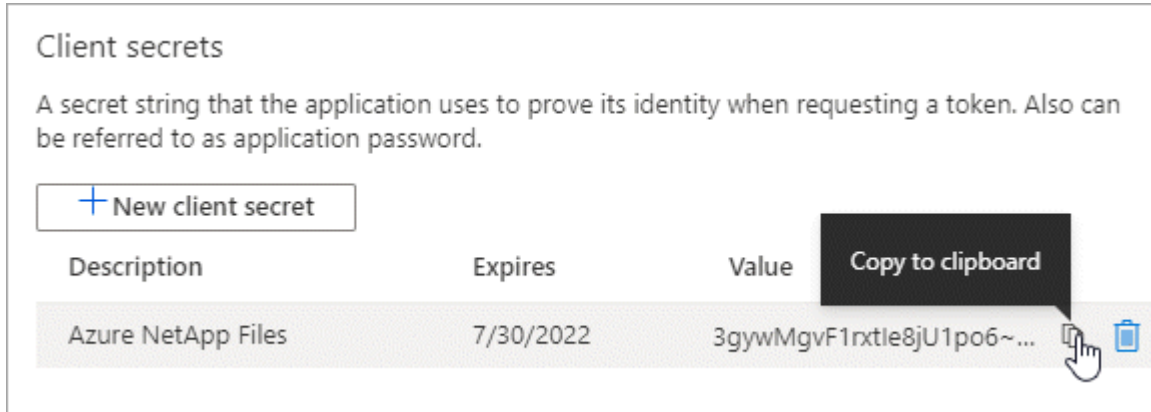 Client secrets
A secret string that the application uses to prove its identity when requesting a token. Also can
be referred to as application password.
New client secret
Copy to clipboard
Description Expires Value
Azure NetApp Files 7/30/2022 3gywMgvF1rxtIe8jU1po6~...